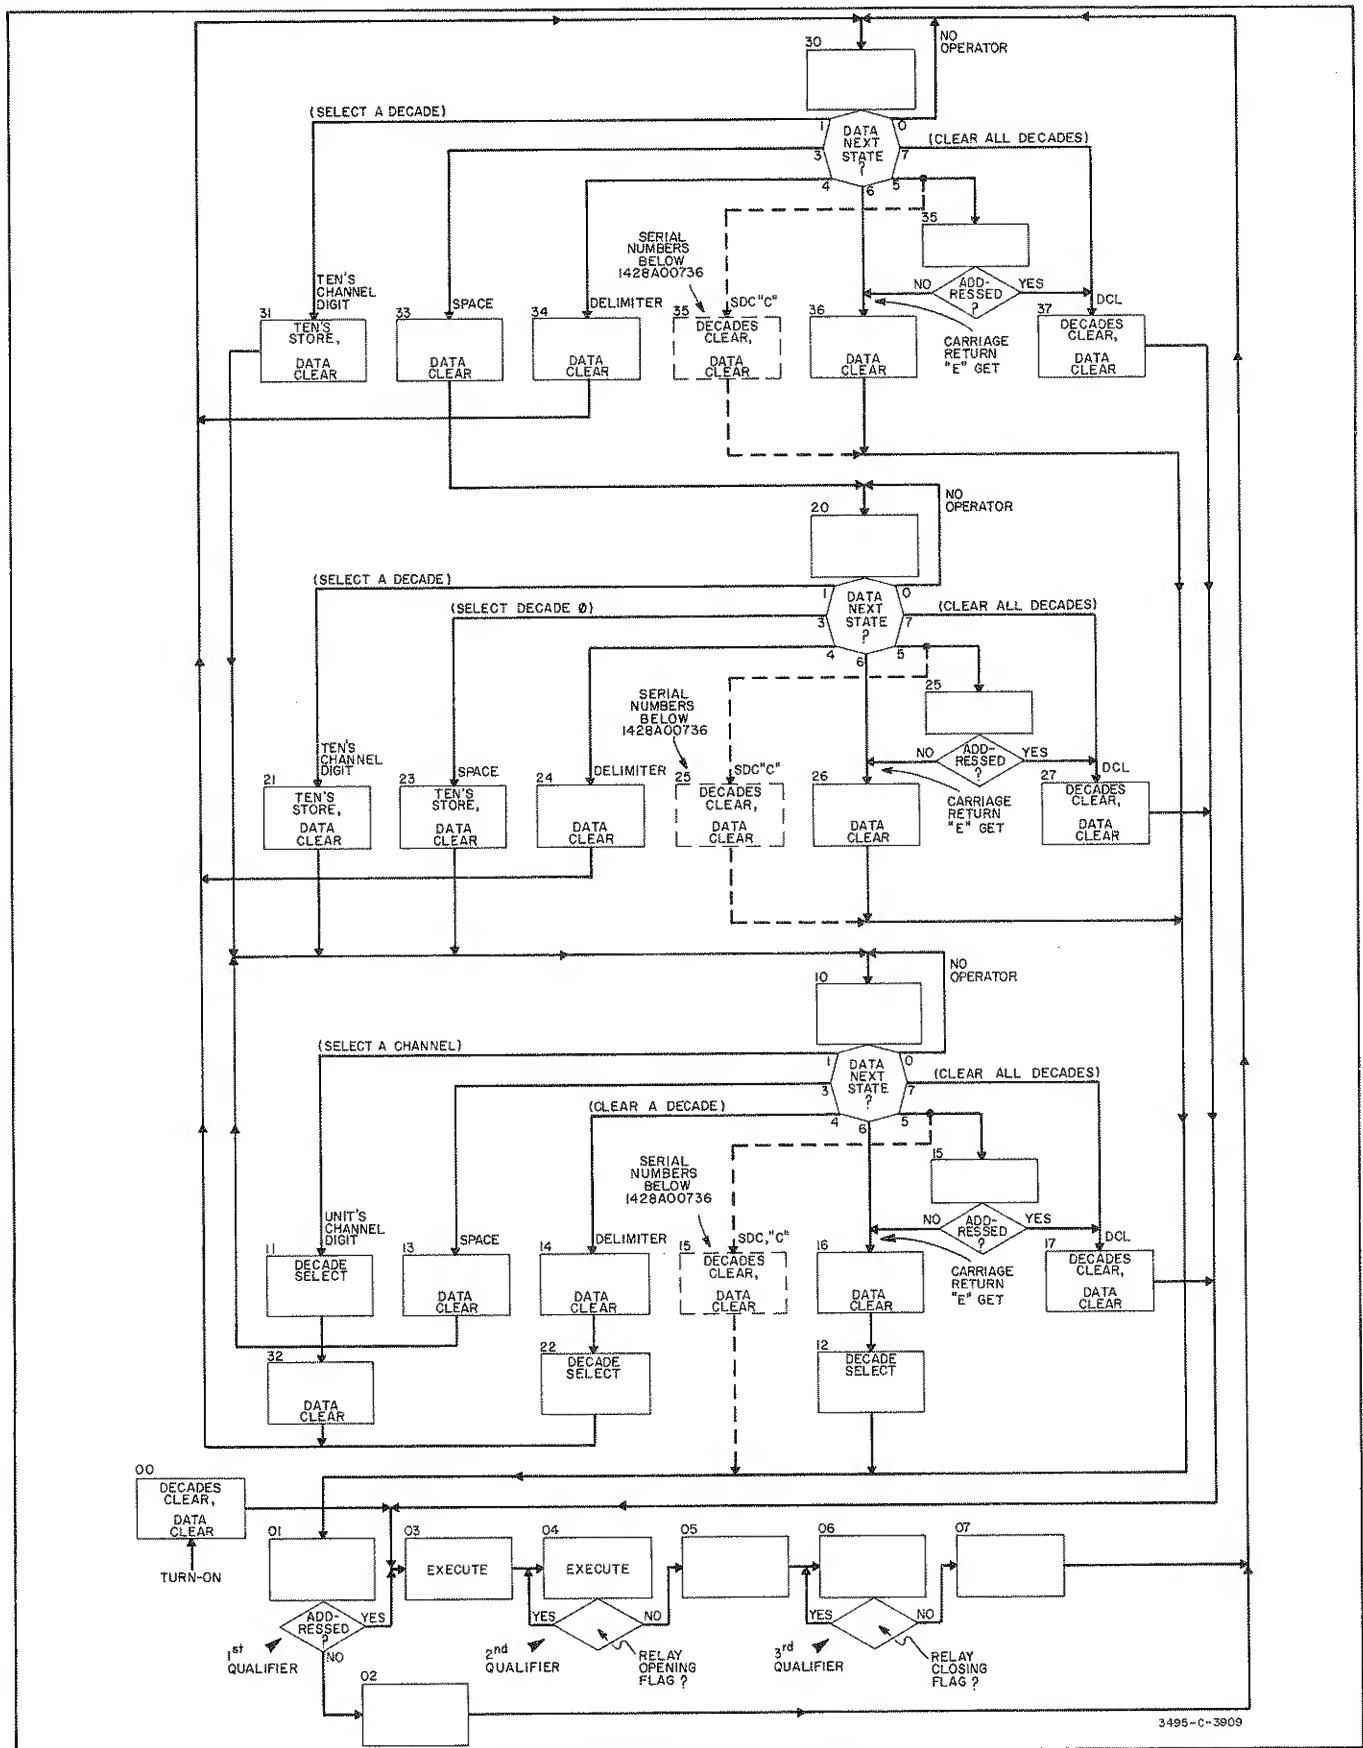 30
NO
OPERATOR
(SELECT A DECADE)
1
DATA
NEXT
STATE
?
0
3
7
(CLEAR ALL DECADES)
4
6
5
35
SERIAL
NUMBERS
BELOW
1428A00736
NO
ADD-
RESSED
?
YES
TEN'S
CHANNEL
DIGIT
SPACE
DELIMITER
SDC"C"
DCL
31
TEN'S
STORE,
DATA
CLEAR
33
DATA
CLEAR
34
DATA
CLEAR
35
DECADES
CLEAR,
DATA
CLEAR
36
DATA
CLEAR
CARRIAGE
RETURN
"E" GET
37
DECADES
CLEAR,
DATA
CLEAR
NO
OPERATOR
20
(SELECT A DECADE)
1
DATA
NEXT
STATE
?
0
(SELECT DECADE Ø)
3
7
(CLEAR ALL DECADES)
4
6
5
25
SERIAL
NUMBERS
BELOW
1428A00736
NO
ADD-
RESSED
?
YES
TEN'S
CHANNEL
DIGIT
SPACE
DELIMITER
SDC"C"
DCL
21
TEN'S
STORE,
DATA
CLEAR
23
TEN'S
STORE,
DATA
CLEAR
24
DATA
CLEAR
25
DECADES
CLEAR,
DATA
CLEAR
26
DATA
CLEAR
CARRIAGE
RETURN
"E" GET
27
DECADES
CLEAR,
DATA
CLEAR
NO
OPERATOR
10
(SELECT A CHANNEL)
1
DATA
NEXT
STATE
?
0
3
7
(CLEAR ALL DECADES)
(CLEAR A DECADE)
4
6
5
15
SERIAL
NUMBERS
BELOW
1428A00736
NO
ADD-
RESSED
?
YES
UNIT'S
CHANNEL
DIGIT
SPACE
DELIMITER
SDC,"C"
DCL
11
DECADE
SELECT
13
DATA
CLEAR
14
DATA
CLEAR
15
DECADES
CLEAR,
DATA
CLEAR
16
DATA
CLEAR
CARRIAGE
RETURN
"E" GET
17
DECADES
CLEAR,
DATA
CLEAR
32
DATA
CLEAR
22
DECADE
SELECT
12
DECADE
SELECT
00
DECADES
CLEAR,
DATA
CLEAR
TURN-ON
01
03
EXECUTE
04
EXECUTE
05
06
07
ADD-
RESSED
?
YES
NO
1st
QUALIFIER
YES
NO
2nd
QUALIFIER
RELAY
OPENING
FLAG ?
YES
NO
3rd
QUALIFIER
RELAY
CLOSING
FLAG ?
02
3495-C-3909